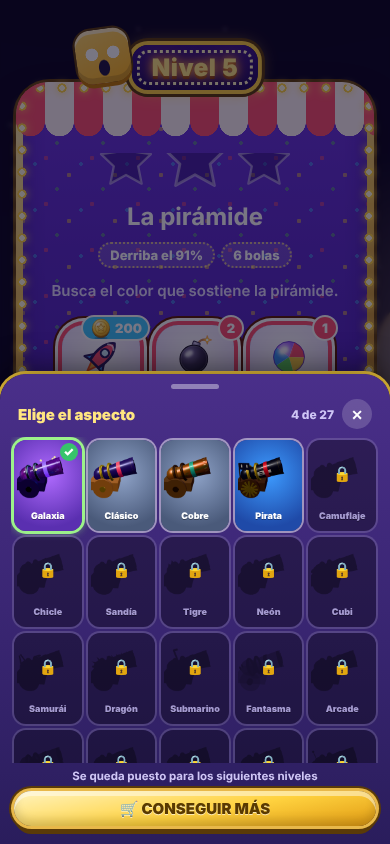 Nivel 5
La pirámide
Derriba el 91%
6 bolas
Busca el color que sostiene la pirámide.
200
2
1
Elige el aspecto
4 de 27
Galaxia
Clásico
Cobre
Pirata
Camuflaje
Chicle
Sandía
Tigre
Neón
Cubi
Samurái
Dragón
Submarino
Fantasma
Arcade
Se queda puesto para los siguientes niveles
🛒 CONSEGUIR MÁS